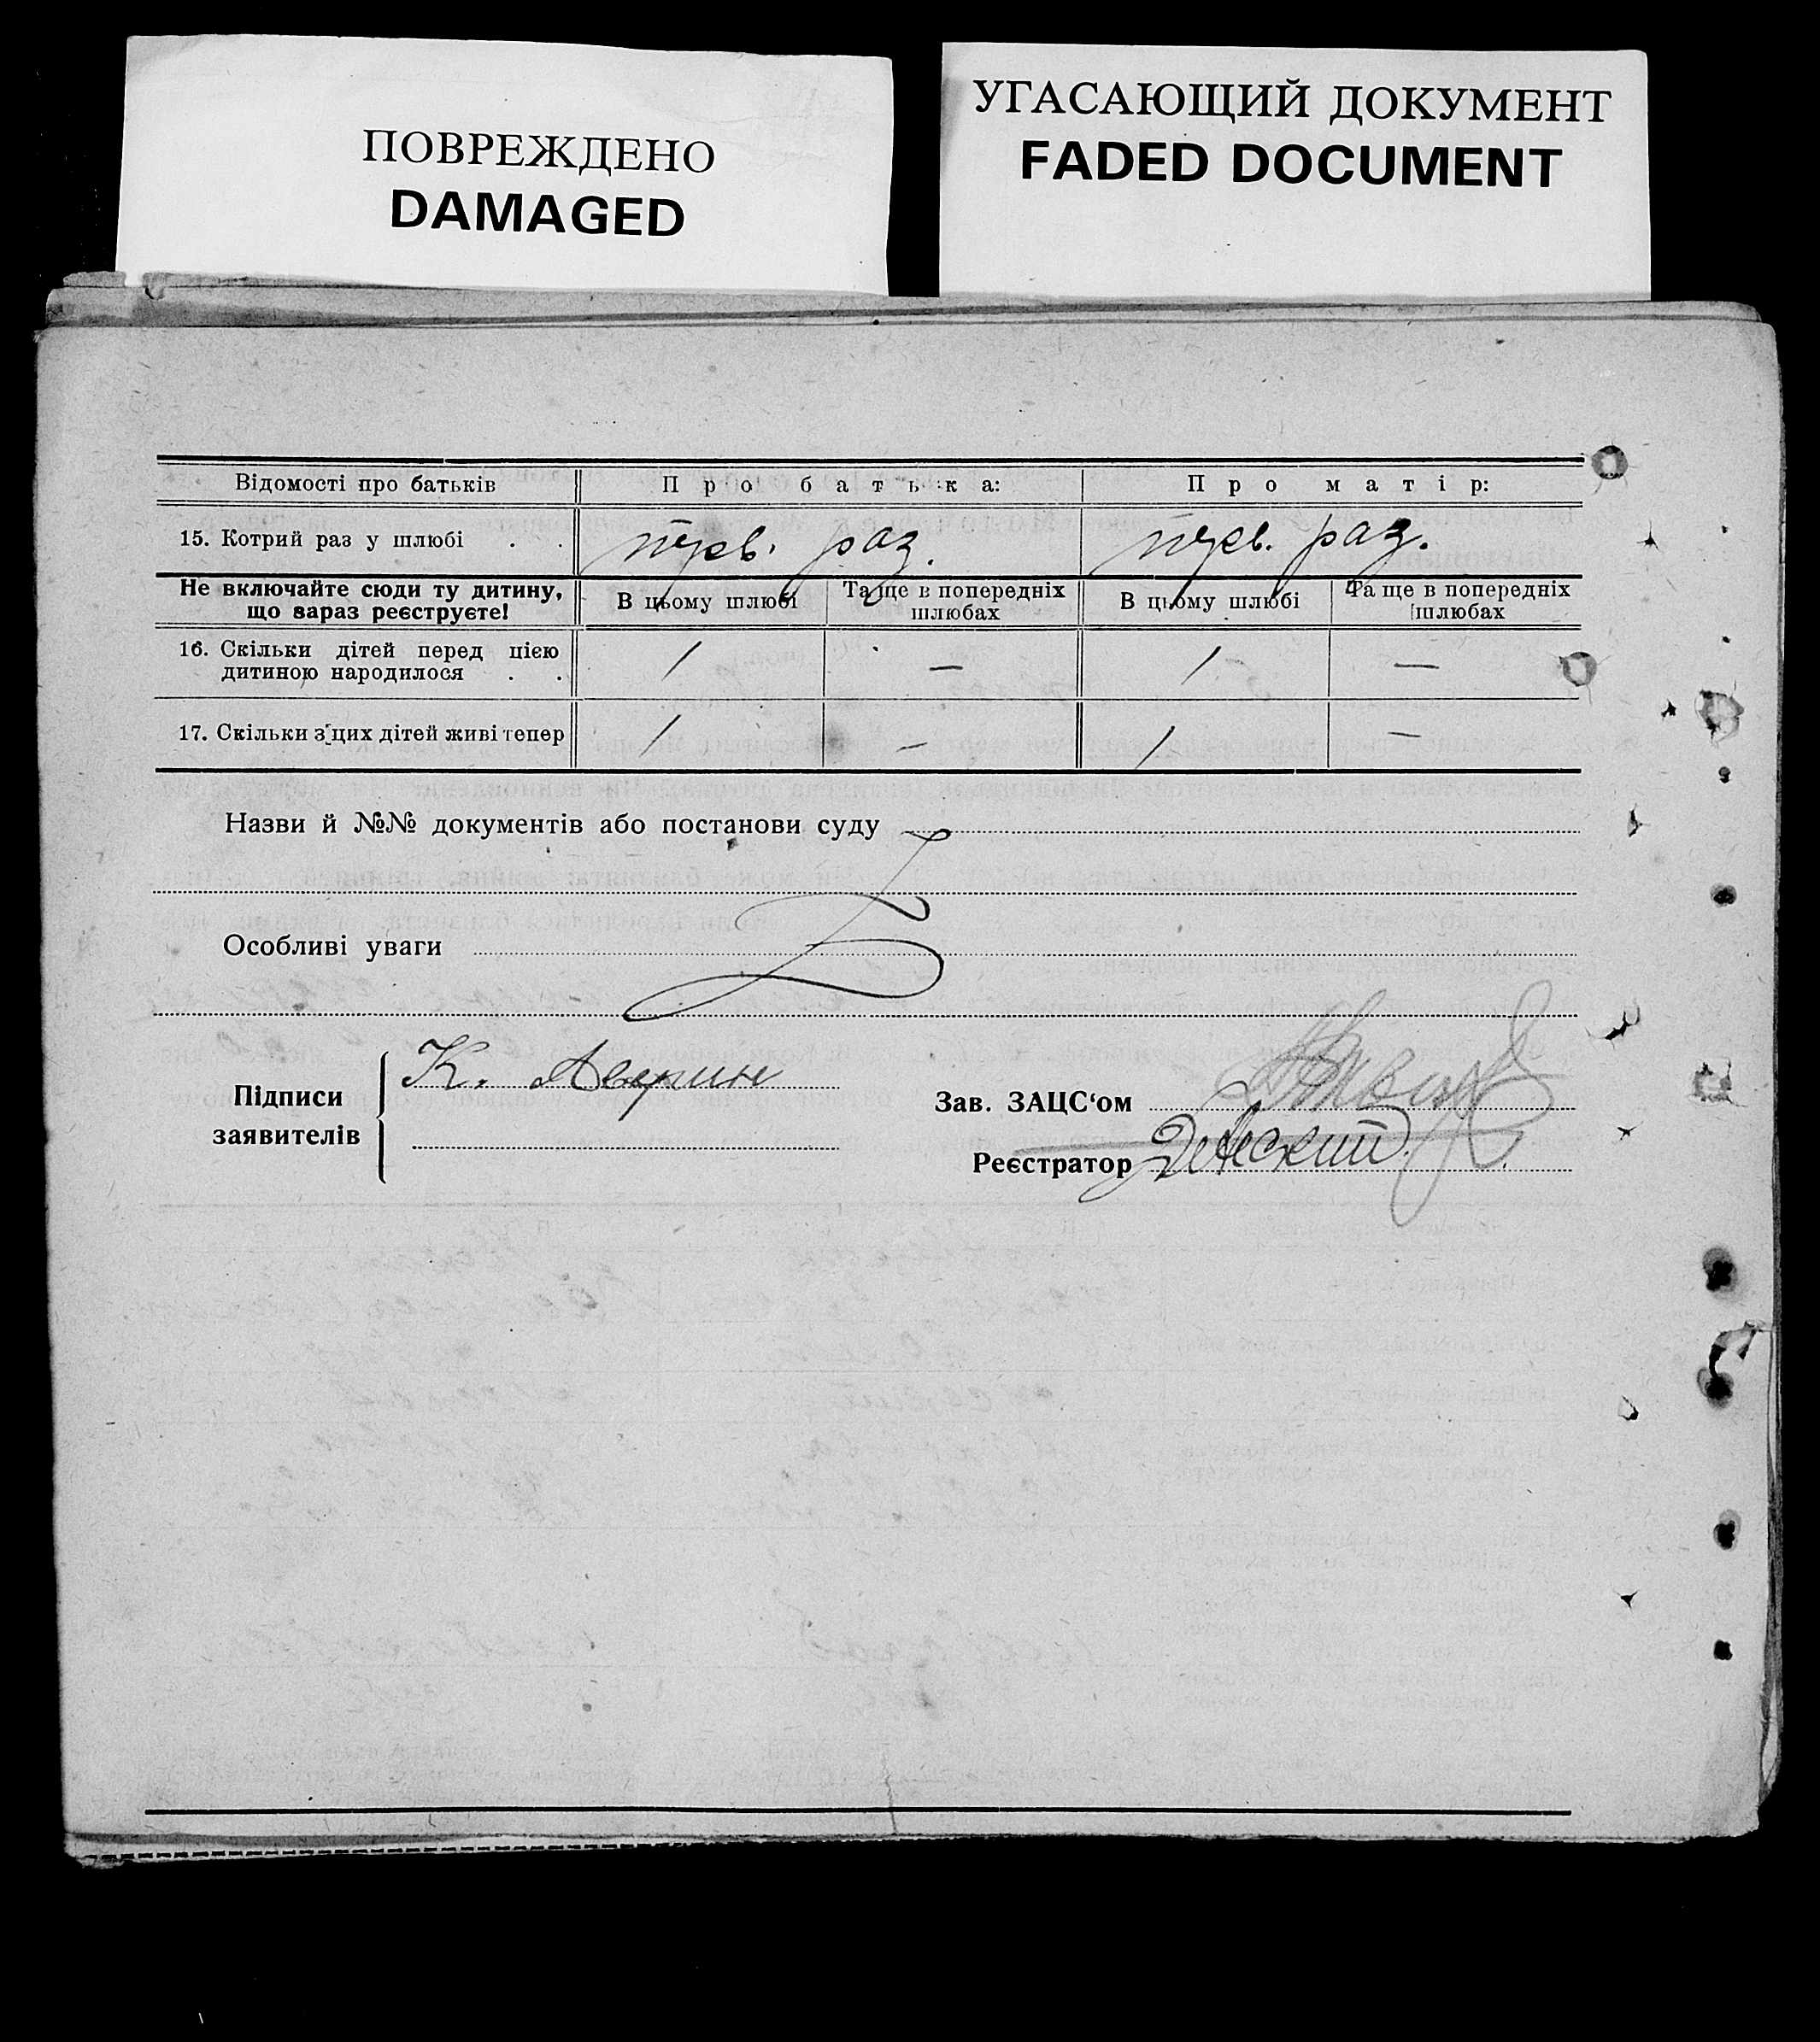 ПОВРЕЖДЕНО
DAMAGED
УГАСАЮЩИЙ ДОКУМЕНТ
FADED DOCUMENT
Відомості про батьків Про батька: Про матір:
15. Котрий раз у шлюбі . . перв. раз. перв. раз.
Не включайте сюди ту дитину, що зараз реєструєте! В цьому шлюбі Та ще в попередніх шлюбах В цьому шлюбі Та ще в попередніх шлюбах
16. Скільки дітей перед цією дитиною народилося . . 1 — 1 —
17. Скільки з цих дітей живі тепер 1 — 1 —
Назви й №№ документів або постанови суду
Особливі уваги
Підписи заявителів
К. Аверин
Зав. ЗАЦС‘ом
Реєстратор